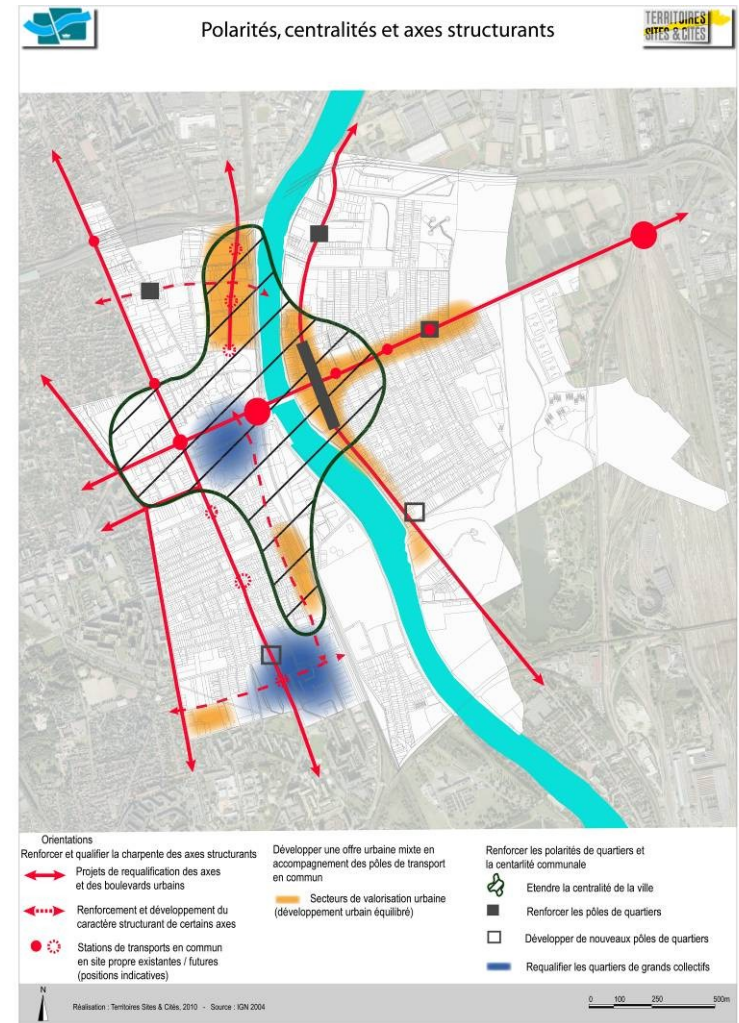 Polarités, centralités et axes structurants
TERRITOIRES
SITES & CITÉS
Orientations
Renforcer et qualifier la charpente des axes structurants
Projets de requalification des axes
et des boulevards urbains
Renforcement et développement du
caractère structurant de certains axes
Stations de transports en commun
en site propre existantes / futures
(positions indicatives)
Développer une offre urbaine mixte en
accompagnement des pôles de transport
en commun
Secteurs de valorisation urbaine
(développement urbain équilibré)
Renforcer les polarités de quartiers et
la centarlité communale
Etendre la centralité de la ville
Renforcer les pôles de quartiers
Développer de nouveaux pôles de quartiers
Requalifier les quartiers de grands collectifs
N
Réalisation : Territoires Sites & Cités, 2010 - Source : IGN 2004
0 100 250 500m